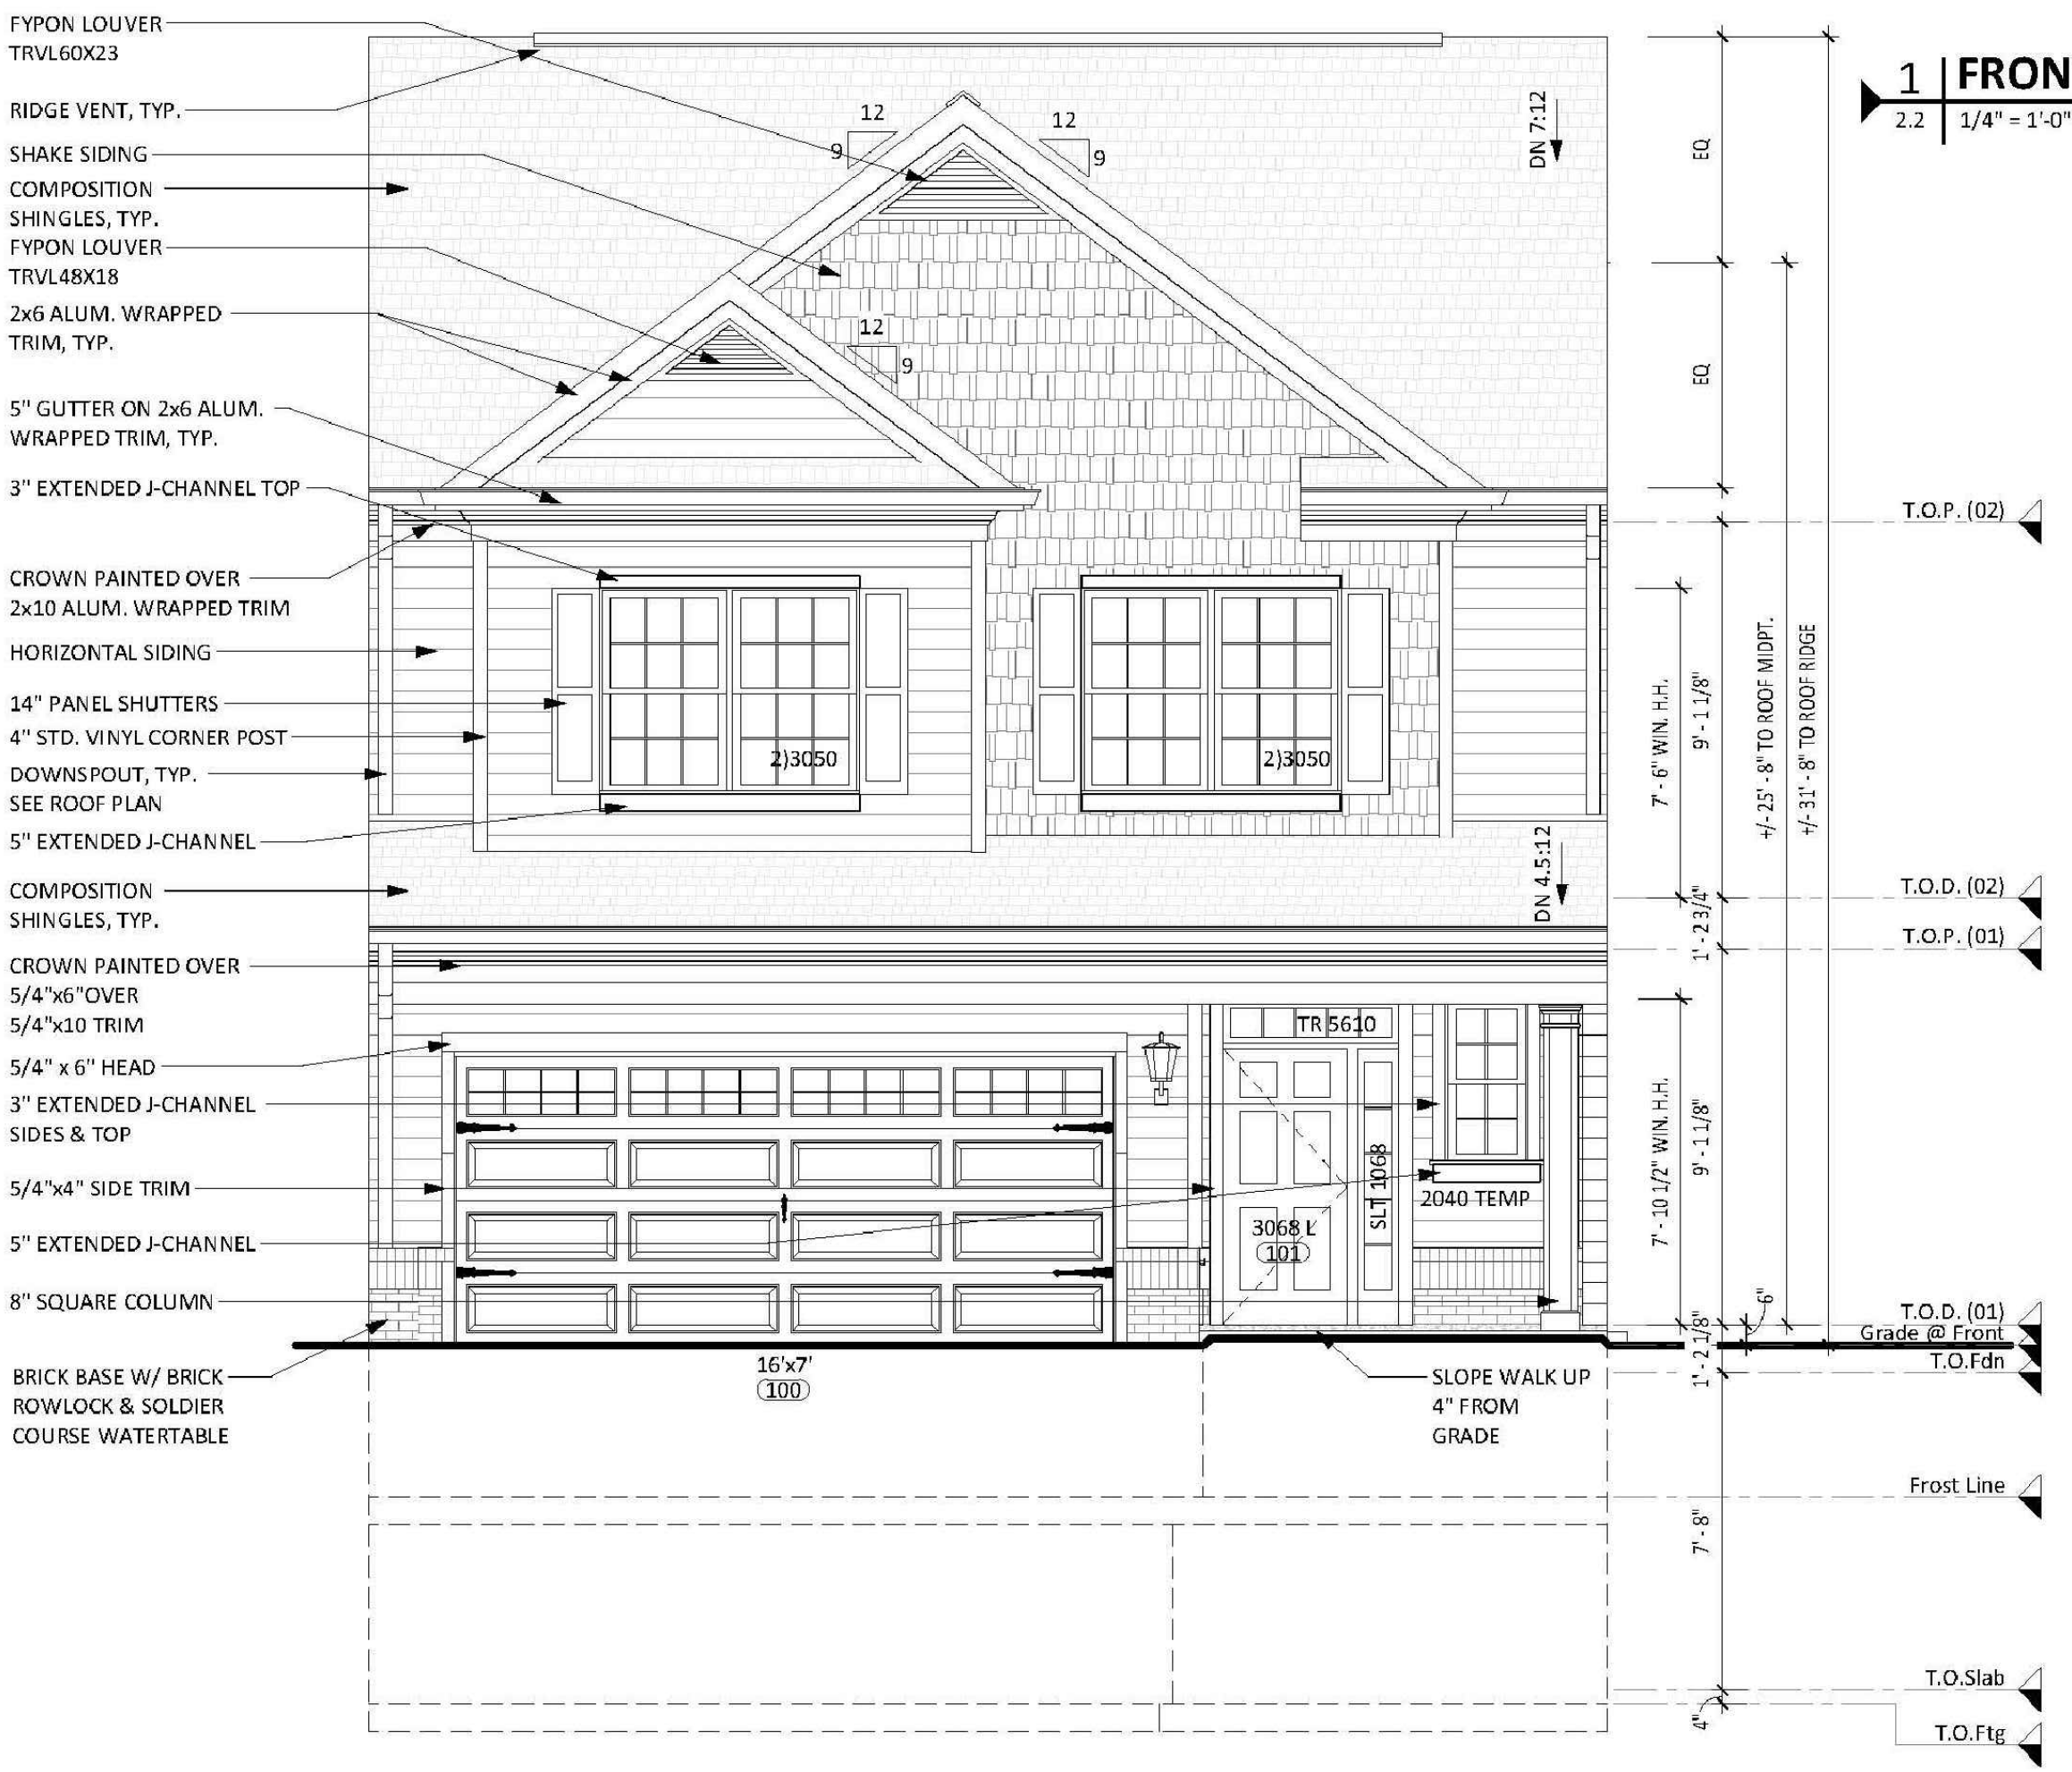 FYPON LOUVER
TRVL60X23
RIDGE VENT, TYP.
SHAKE SIDING
COMPOSITION
SHINGLES, TYP.
FYPON LOUVER
TRVL48X18
2x6 ALUM. WRAPPED
TRIM, TYP.
5" GUTTER ON 2x6 ALUM.
WRAPPED TRIM, TYP.
3" EXTENDED J-CHANNEL TOP
CROWN PAINTED OVER
2x10 ALUM. WRAPPED TRIM
HORIZONTAL SIDING
14" PANEL SHUTTERS
4" STD. VINYL CORNER POST
DOWNSPOUT, TYP.
SEE ROOF PLAN
5" EXTENDED J-CHANNEL
COMPOSITION
SHINGLES, TYP.
CROWN PAINTED OVER
5/4"x6"OVER
5/4"x10 TRIM
5/4" x 6" HEAD
3" EXTENDED J-CHANNEL
SIDES & TOP
5/4"x4" SIDE TRIM
5" EXTENDED J-CHANNEL
8" SQUARE COLUMN
BRICK BASE W/ BRICK
ROWLOCK & SOLDIER
COURSE WATERTABLE
12
9
12
9
12
9
DN 7:12
2)3050
2)3050
DN 4.5:12
TR 5610
SLT 1068
3068 L
101
2040 TEMP
16'x7'
100
SLOPE WALK UP
4" FROM
GRADE
EQ
EQ
7' - 6" WIN. H.H.
9' - 1 1/8"
+/- 25' - 8" TO ROOF MIDPT.
+/- 31' - 8" TO ROOF RIDGE
1' - 2 3/4"
7' - 10 1/2" WIN. H.H.
9' - 1 1/8"
6"
1' - 2 1/8"
7' - 8"
4"
1
FRON
2.2
1/4" = 1'-0"
T.O.P. (02)
T.O.D. (02)
T.O.P. (01)
T.O.D. (01)
Grade @ Front
T.O.Fdn
Frost Line
T.O.Slab
T.O.Ftg